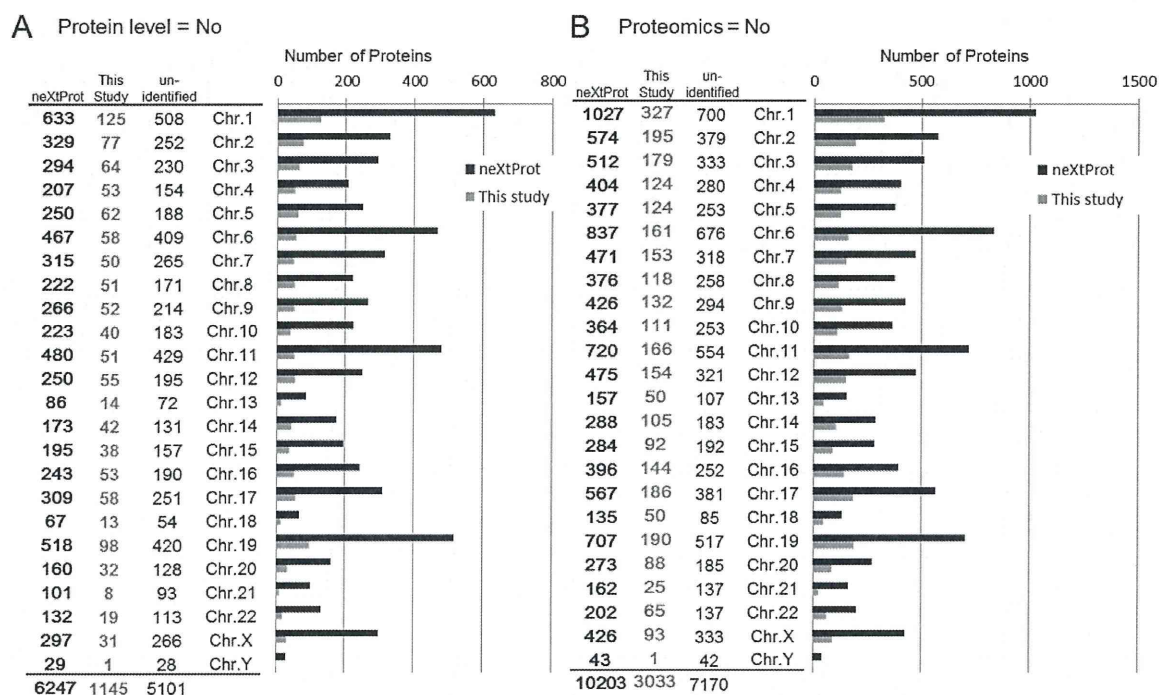 A Protein level = No
Number of Proteins
neXtProt This Study un-identified 0 200 400 600 800
633 125 508 Chr.1
329 77 252 Chr.2
294 64 230 Chr.3
207 53 154 Chr.4
250 62 188 Chr.5
467 58 409 Chr.6
315 50 265 Chr.7
222 51 171 Chr.8
266 52 214 Chr.9
223 40 183 Chr.10
480 51 429 Chr.11
250 55 195 Chr.12
86 14 72 Chr.13
173 42 131 Chr.14
195 38 157 Chr.15
243 53 190 Chr.16
309 58 251 Chr.17
67 13 54 Chr.18
518 98 420 Chr.19
160 32 128 Chr.20
101 8 93 Chr.21
132 19 113 Chr.22
297 31 266 Chr.X
29 1 28 Chr.Y
6247 1145 5101
neXtProt
This study
B Proteomics = No
Number of Proteins
neXtProt This Study un-identified 0 500 1000 1500
1027 327 700 Chr.1
574 195 379 Chr.2
512 179 333 Chr.3
404 124 280 Chr.4
377 124 253 Chr.5
837 161 676 Chr.6
471 153 318 Chr.7
376 118 258 Chr.8
426 132 294 Chr.9
364 111 253 Chr.10
720 166 554 Chr.11
475 154 321 Chr.12
157 50 107 Chr.13
288 105 183 Chr.14
284 92 192 Chr.15
396 144 252 Chr.16
567 186 381 Chr.17
135 50 85 Chr.18
707 190 517 Chr.19
273 88 185 Chr.20
162 25 137 Chr.21
202 65 137 Chr.22
426 93 333 Chr.X
43 1 42 Chr.Y
10203 3033 7170
neXtProt
This study